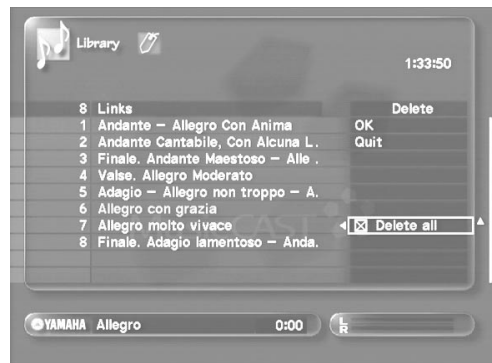 Library
1:33:50
8 Links
Delete
1 Andante – Allegro Con Anima
OK
2 Andante Cantabile, Con Alcuna L.
Quit
3 Finale. Andante Maestoso – Alle .
4 Valse. Allegro Moderato
5 Adagio – Allegro non troppo – A.
6 Allegro con grazia
7 Allegro molto vivace
Delete all
8 Finale. Adagio lamentoso – Anda.
YAMAHA Allegro 0:00 L
R